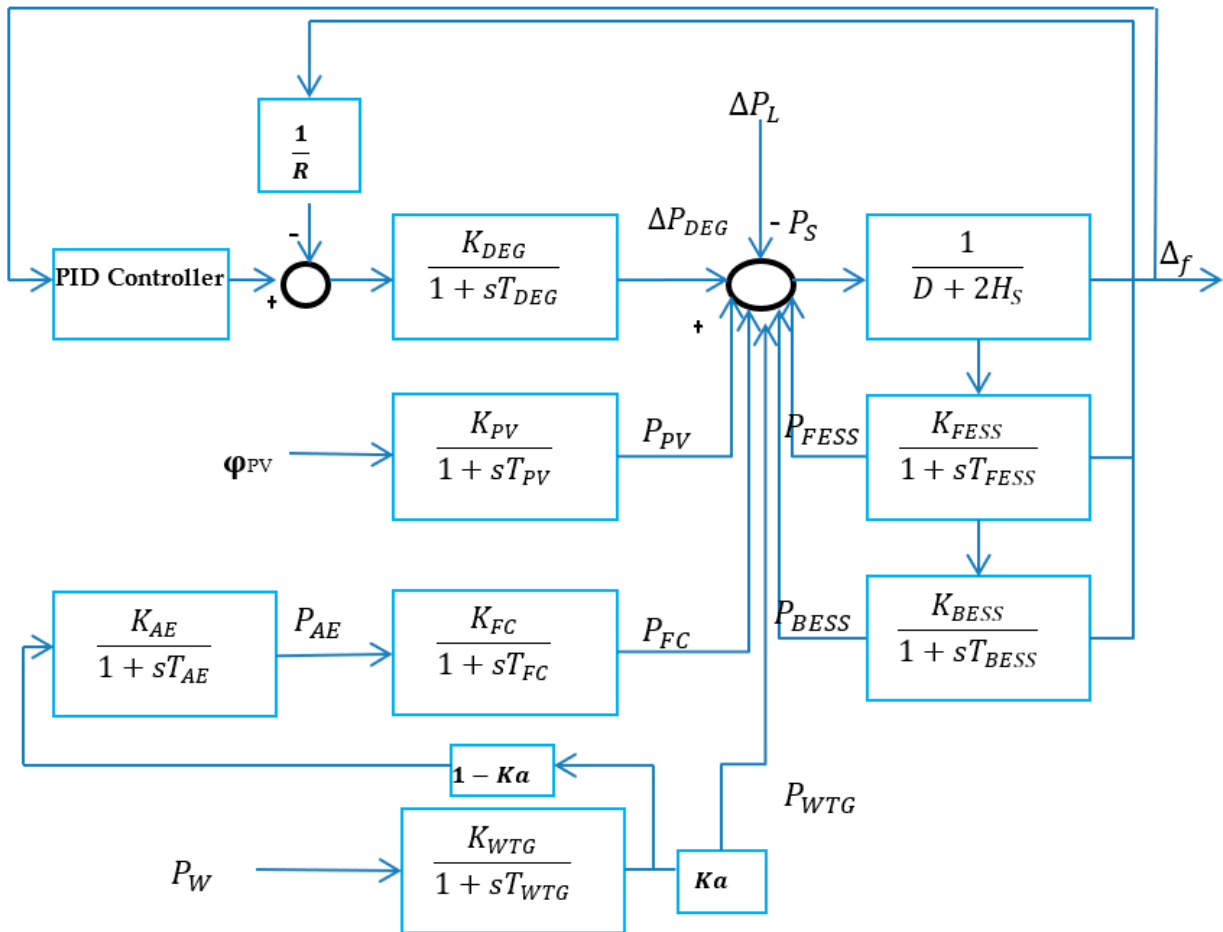 1
R
ΔP_L
-
ΔP_DEG
- P_S
PID Controller
+
K_DEG
1 + sT_DEG
1
D + 2H_S
Δ_f
+
φ_PV
K_PV
1 + sT_PV
P_PV
P_FESS
K_FESS
1 + sT_FESS
K_AE
1 + sT_AE
P_AE
K_FC
1 + sT_FC
P_FC
P_BESS
K_BESS
1 + sT_BESS
1 − Ka
P_WTG
P_W
K_WTG
1 + sT_WTG
Ka